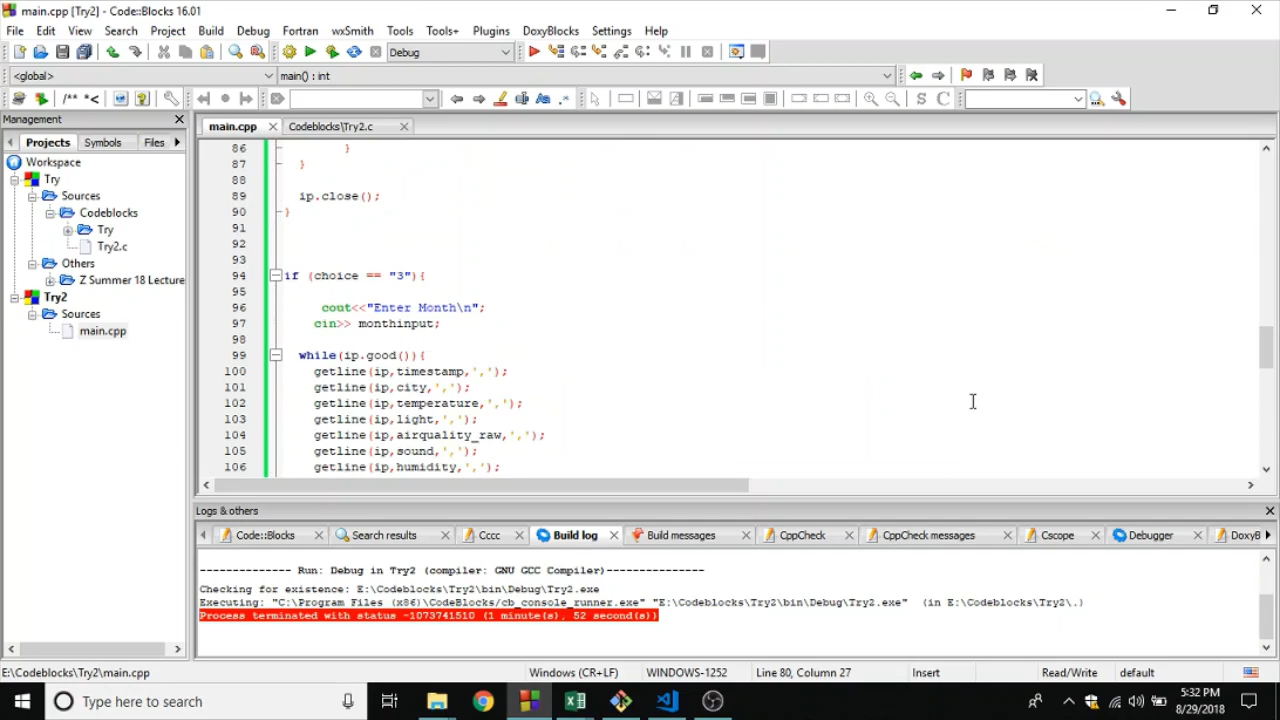 main.cpp [Try2] - Code::Blocks 16.01
File Edit View Search Project Build Debug Fortran wxSmith Tools Tools+ Plugins DoxyBlocks Settings Help
Debug
<global> main() : int
/** *< S C
Management
main.cpp Codeblocks\Try2.c
Projects Symbols Files
Workspace
Try
Sources
Codeblocks
Try
Try2.c
Others
Z Summer 18 Lecture
Try2
Sources
main.cpp
86 }
87 }
88
89 ip.close();
90 }
91
92
93
94 if (choice == "3"){
95
96 cout<<"Enter Month\n";
97 cin>> monthinput;
98
99 while(ip.good()){
100 getline(ip,timestamp,',');
101 getline(ip,city,',');
102 getline(ip,temperature,',');
103 getline(ip,light,',');
104 getline(ip,airquality_raw,',');
105 getline(ip,sound,',');
106 getline(ip,humidity,',');
Logs & others
Code::Blocks Search results Cccc Build log Build messages CppCheck CppCheck messages Cscope Debugger DoxyB
-------------- Run: Debug in Try2 (compiler: GNU GCC Compiler)---------------
Checking for existence: E:\Codeblocks\Try2\bin\Debug\Try2.exe
Executing: "C:\Program Files (x86)\CodeBlocks/cb_console_runner.exe" "E:\Codeblocks\Try2\bin\Debug\Try2.exe" (in E:\Codeblocks\Try2\.)
Process terminated with status -1073741510 (1 minute(s), 52 second(s))
E:\Codeblocks\Try2\main.cpp Windows (CR+LF) WINDOWS-1252 Line 80, Column 27 Insert Read/Write default
Type here to search
5:32 PM
8/29/2018